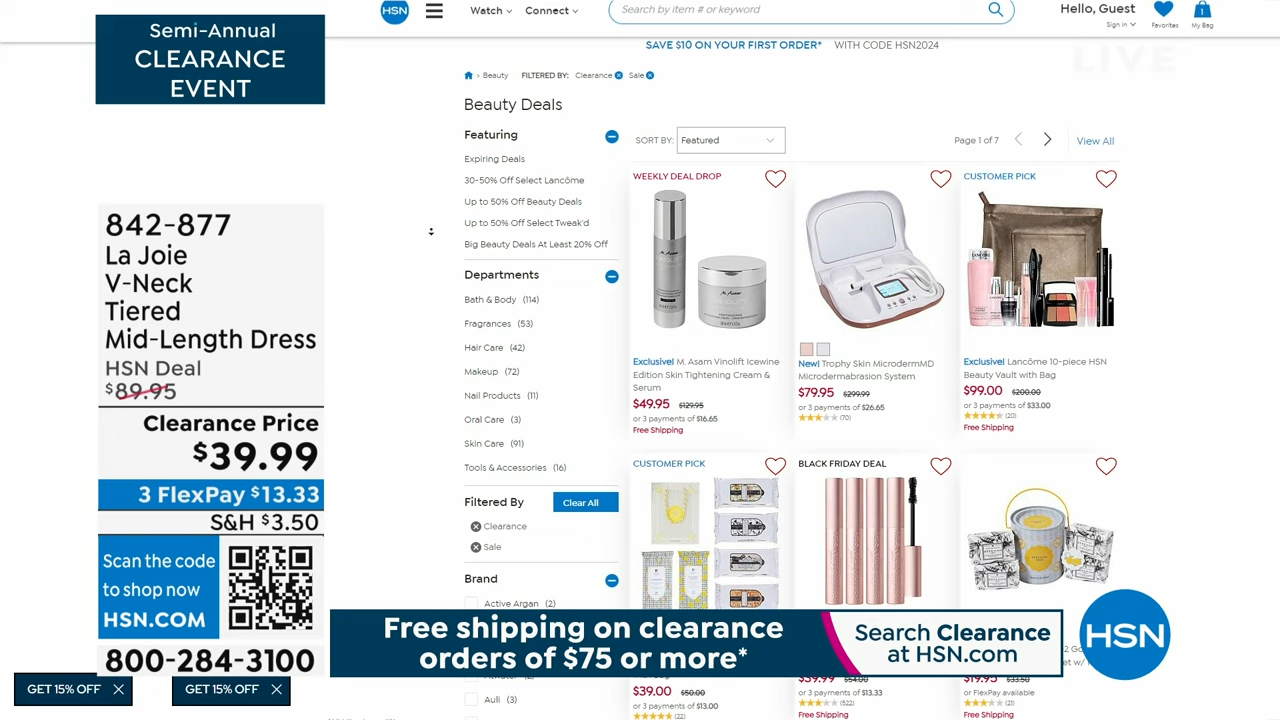 Semi-Annual
CLEARANCE
EVENT
842-877
La Joie
V-Neck
Tiered
Mid-Length Dress
HSN Deal
$89.95
Clearance Price
$39.99
3 FlexPay $13.33
S&H $3.50
Scan the code
to shop now
HSN.COM
800-284-3100
GET 15% OFF
GET 15% OFF
HSN
Watch
Connect
Search by item # or keyword
Hello, Guest
Sign In
Favorites
1
My Bag
SAVE $10 ON YOUR FIRST ORDER* WITH CODE HSN2024
LIVE
> Beauty FILTERED BY: Clearance Sale
Beauty Deals
Featuring
Expiring Deals
30-50% Off Select Lancôme
Up to 50% Off Beauty Deals
Up to 50% Off Select Tweak'd
Big Beauty Deals At Least 20% Off
Departments
Bath & Body (114)
Fragrances (53)
Hair Care (42)
Makeup (72)
Nail Products (11)
Oral Care (3)
Skin Care (91)
Tools & Accessories (16)
Filtered By
Clear All
Clearance
Sale
Brand
Active Argan (2)
Auli (3)
SORT BY: Featured
Page 1 of 7
View All
WEEKLY DEAL DROP
Exclusive! M. Asam Vinolift Icewine
Edition Skin Tightening Cream &
Serum
$49.95 $129.95
or 3 payments of $16.65
Free Shipping
New! Trophy Skin MicrodermMD
Microdermabrasion System
$79.95 $299.99
or 3 payments of $26.65
(70)
CUSTOMER PICK
Exclusive! Lancôme 10-piece HSN
Beauty Vault with Bag
$99.00 $200.00
or 3 payments of $33.00
(20)
Free Shipping
CUSTOMER PICK
$39.00 $50.00
or 3 payments of $13.00
(22)
BLACK FRIDAY DEAL
$39.99 $54.00
or 3 payments of $13.33
(522)
Free Shipping
$19.95 $33.50
or FlexPay available
(21)
Free Shipping
Free shipping on clearance
orders of $75 or more*
Search Clearance
at HSN.com
HSN